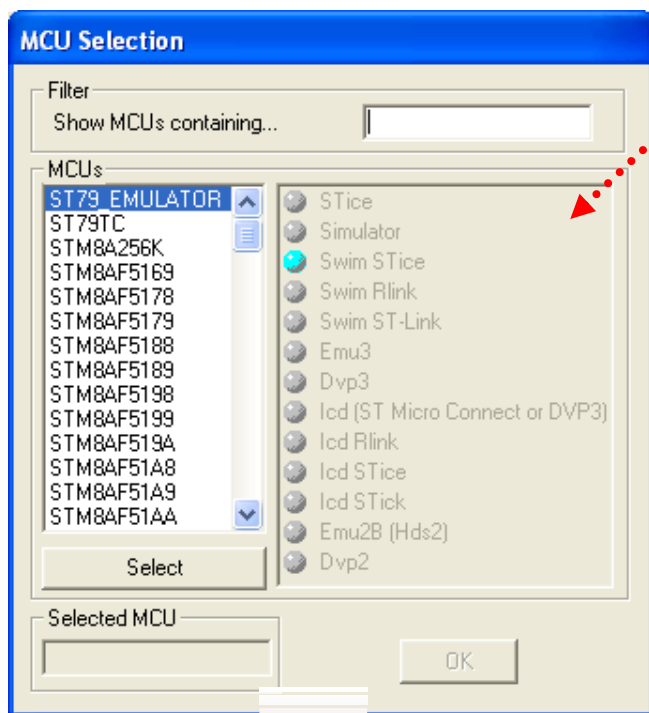 MCU Selection
Filter
Show MCUs containing...
MCUs
ST79_EMULATOR
ST79TC
STM8A256K
STM8AF5169
STM8AF5178
STM8AF5179
STM8AF5188
STM8AF5189
STM8AF5198
STM8AF5199
STM8AF519A
STM8AF51A8
STM8AF51A9
STM8AF51AA
Select
STice
Simulator
Swim STice
Swim Rlink
Swim ST-Link
Emu3
Dvp3
Icd (ST Micro Connect or DVP3)
Icd Rlink
Icd STice
Icd STick
Emu2B (Hds2)
Dvp2
Selected MCU
OK